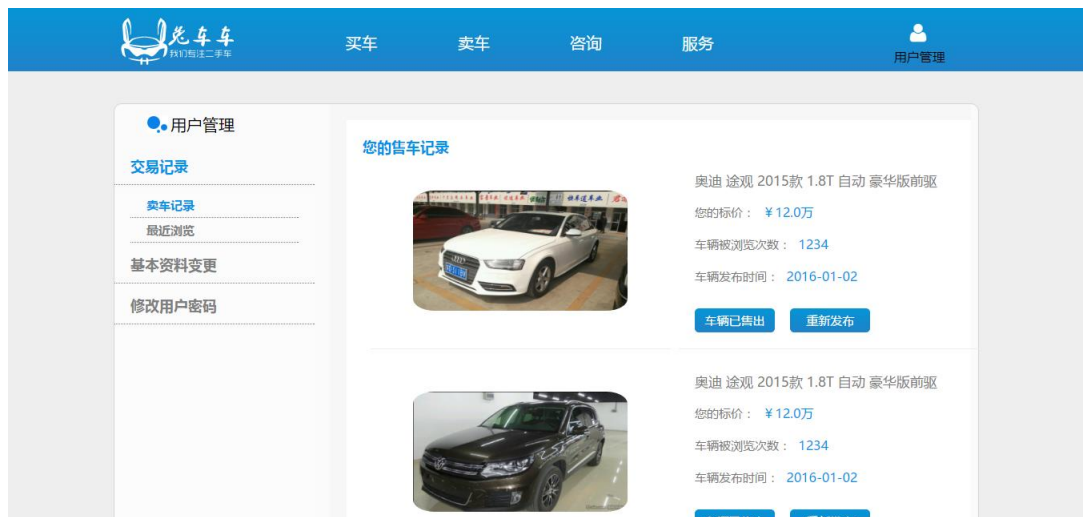 兔车车
我们专注二手车
买车
卖车
咨询
服务
用户管理
用户管理
交易记录
卖车记录
最近浏览
基本资料变更
修改用户密码
您的售车记录
奥迪 途观 2015款 1.8T 自动 豪华版前驱
您的标价： ￥12.0万
车辆被浏览次数： 1234
车辆发布时间： 2016-01-02
车辆已售出
重新发布
奥迪 途观 2015款 1.8T 自动 豪华版前驱
您的标价： ￥12.0万
车辆被浏览次数： 1234
车辆发布时间： 2016-01-02